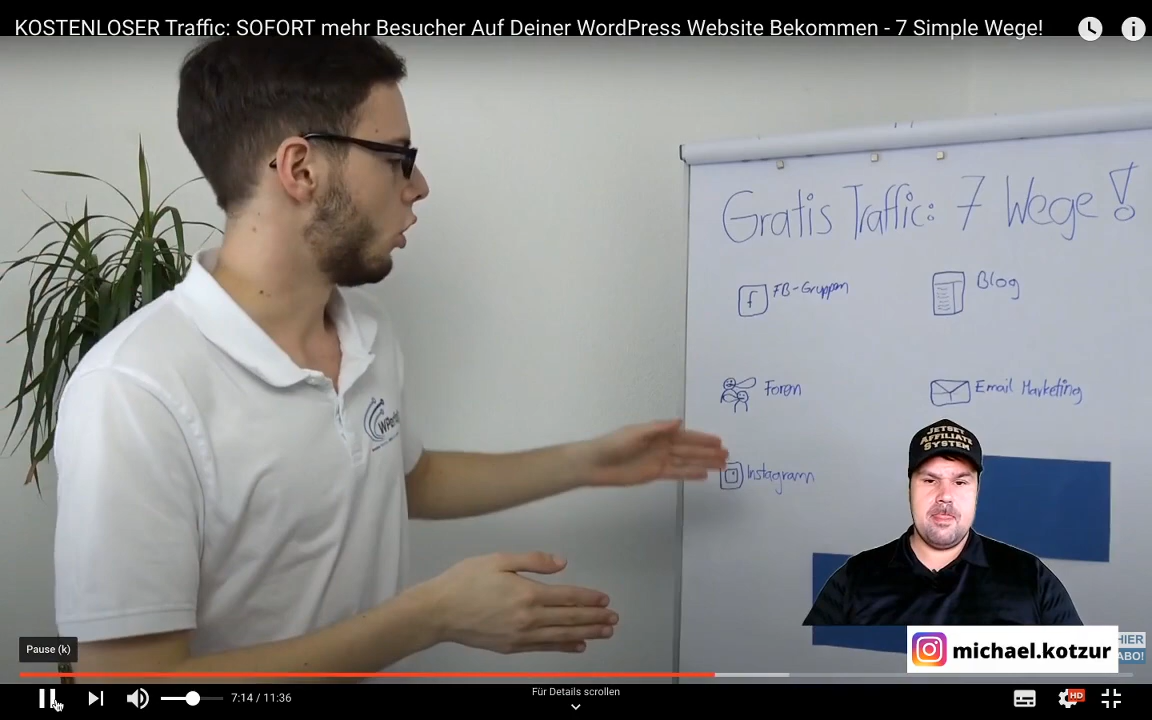 KOSTENLOSER Traffic: SOFORT mehr Besucher Auf Deiner WordPress Website Bekommen - 7 Simple Wege!
Gratis Traffic: 7 Wege!
FB-Gruppen
Blog
Foren
Email Marketing
Instagram
JETSET
AFFILIATE
SYSTEM
michael.kotzur
HIER
ABO!
Pause (k)
7:14 / 11:36
Für Details scrollen
HD